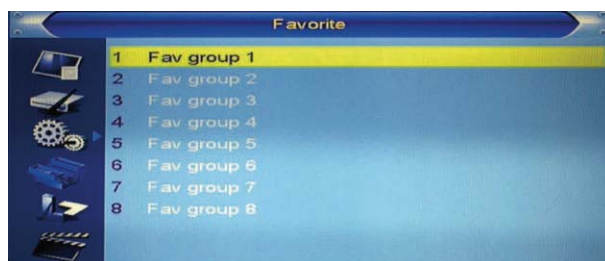 Favorite
1 Fav group 1
2 Fav group 2
3 Fav group 3
4 Fav group 4
5 Fav group 5
6 Fav group 6
7 Fav group 7
8 Fav group 8